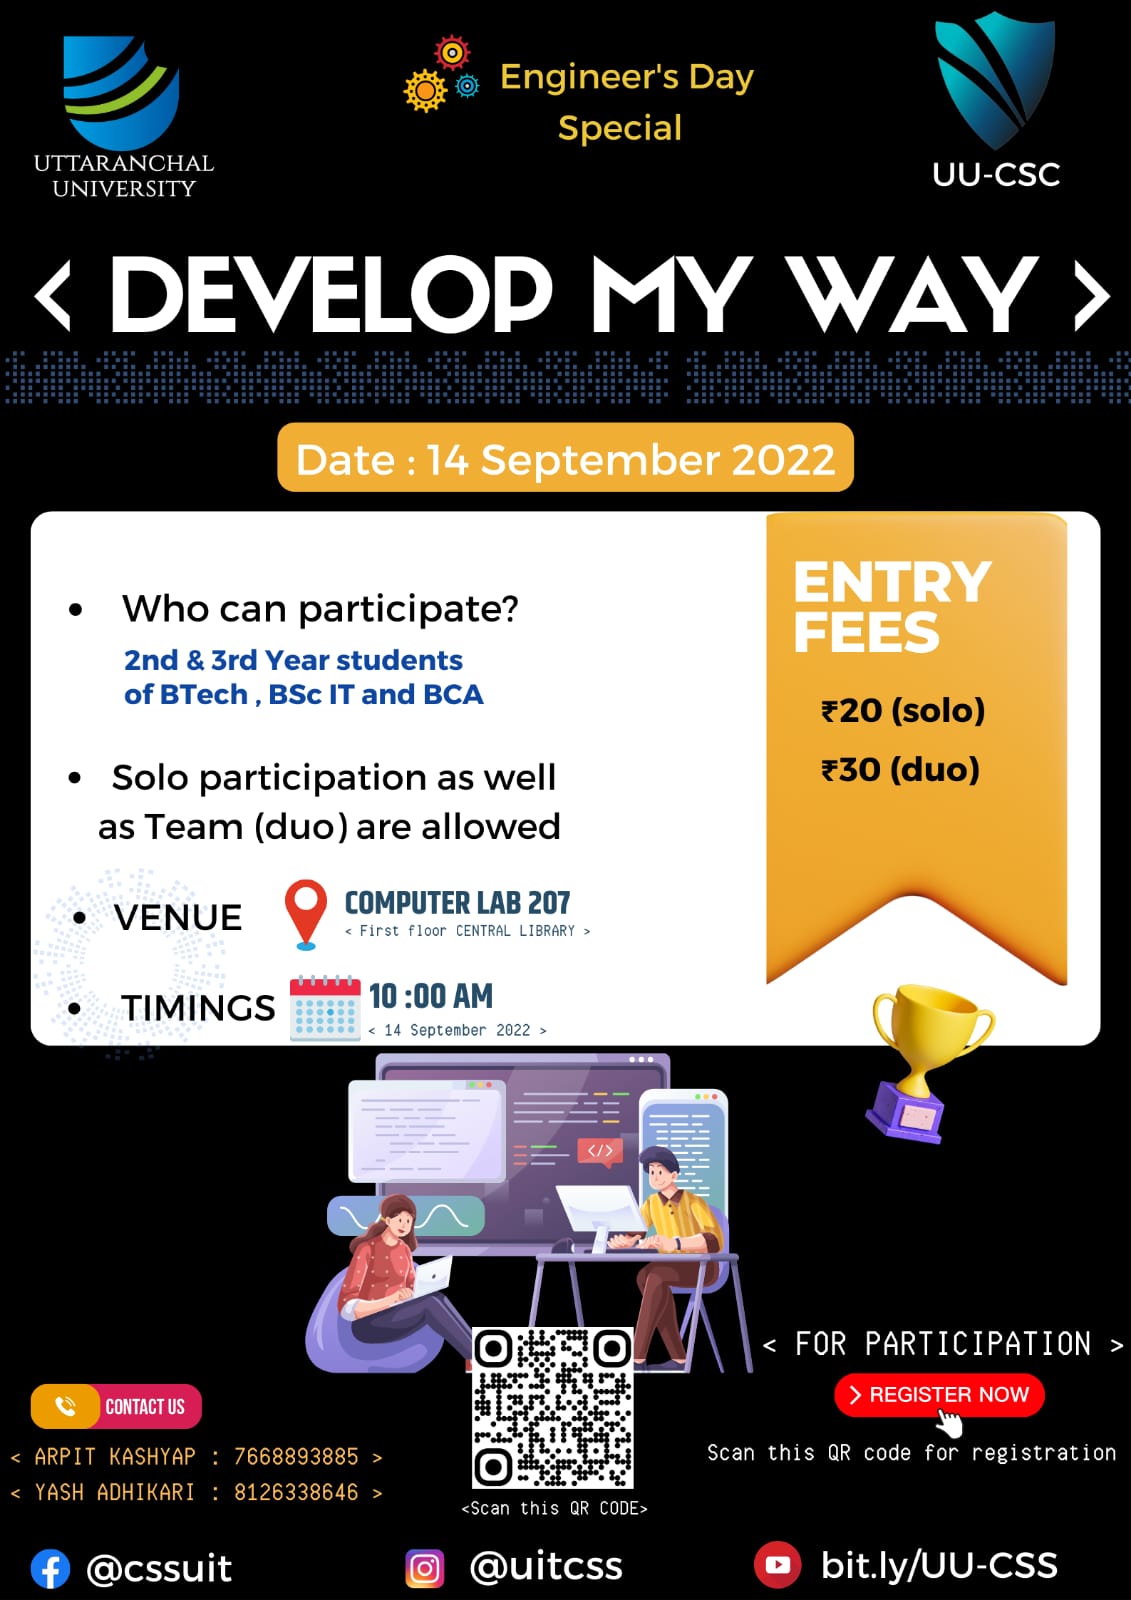 UTTARANCHAL
UNIVERSITY
Engineer's Day
Special
UU-CSC
< DEVELOP MY WAY >
Date : 14 September 2022
• Who can participate?
2nd & 3rd Year students
of BTech , BSc IT and BCA
• Solo participation as well
as Team (duo) are allowed
ENTRY
FEES
₹20 (solo)
₹30 (duo)
• VENUE
COMPUTER LAB 207
< First floor CENTRAL LIBRARY >
• TIMINGS
10 :00 AM
< 14 September 2022 >
</>
< FOR PARTICIPATION >
> REGISTER NOW
Scan this QR code for registration
CONTACT US
< ARPIT KASHYAP : 7668893885 >
< YASH ADHIKARI : 8126338646 >
<Scan this QR CODE>
@cssuit
@uitcss
bit.ly/UU-CSS